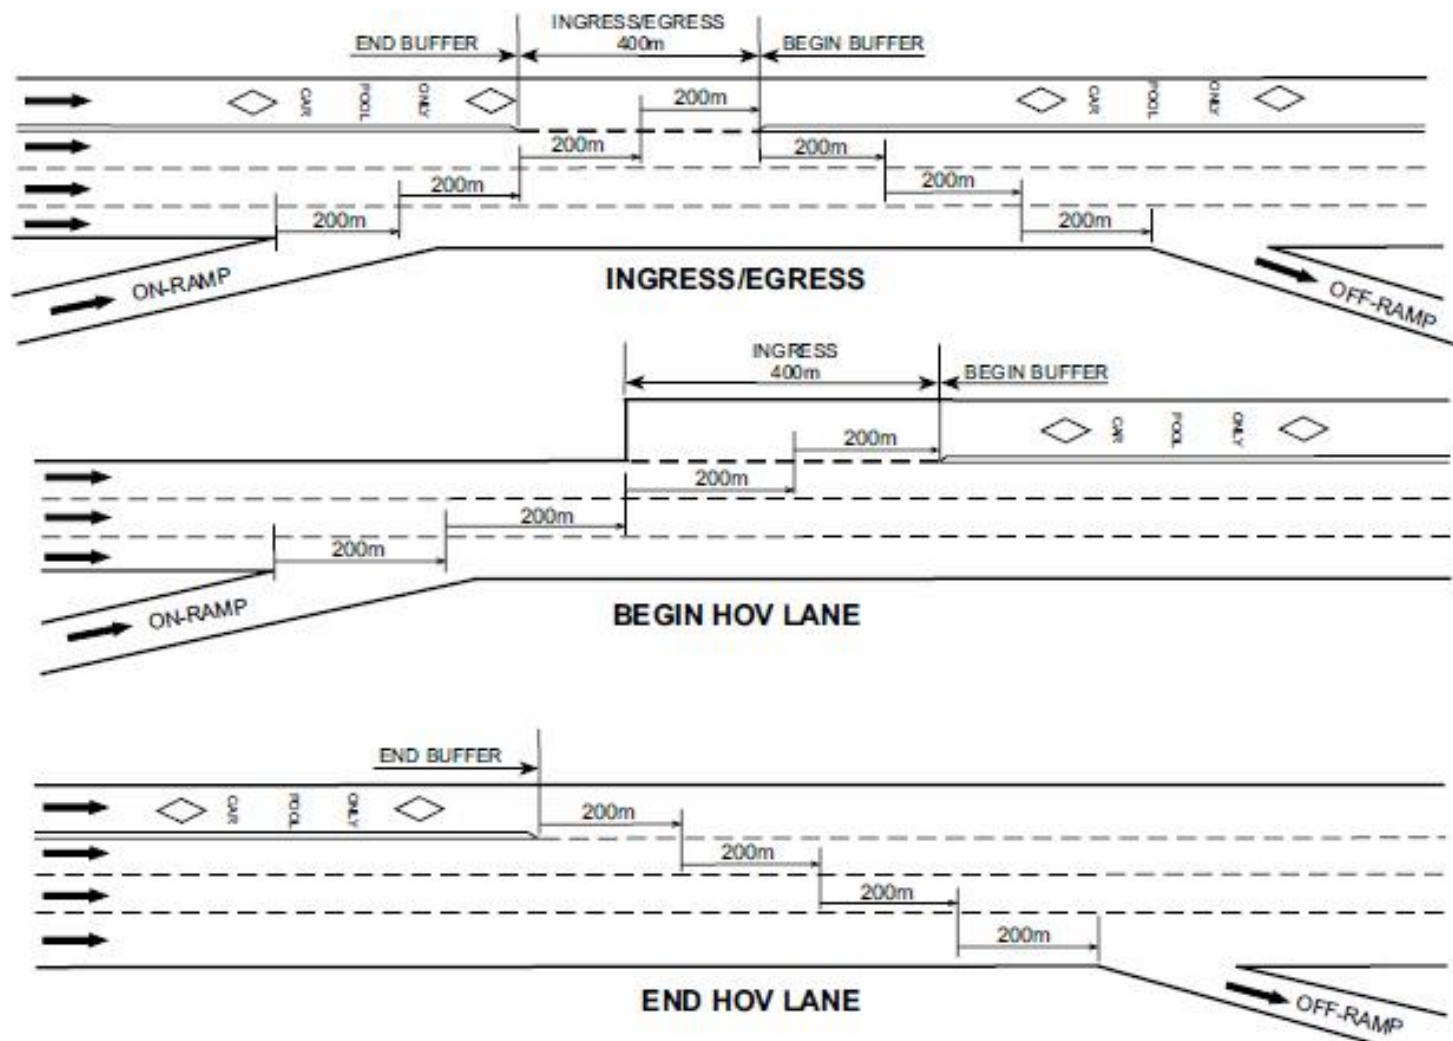 INGRESS/EGRESS
END BUFFER 400m BEGIN BUFFER
CAR POOL ONLY 200m CAR POOL ONLY
200m 200m
200m 200m
200m 200m
ON-RAMP INGRESS/EGRESS OFF-RAMP
INGRESS
400m BEGIN BUFFER
200m CAR POOL ONLY
200m
200m
200m
ON-RAMP BEGIN HOV LANE
END BUFFER
CAR POOL ONLY 200m
200m
200m
200m
END HOV LANE OFF-RAMP